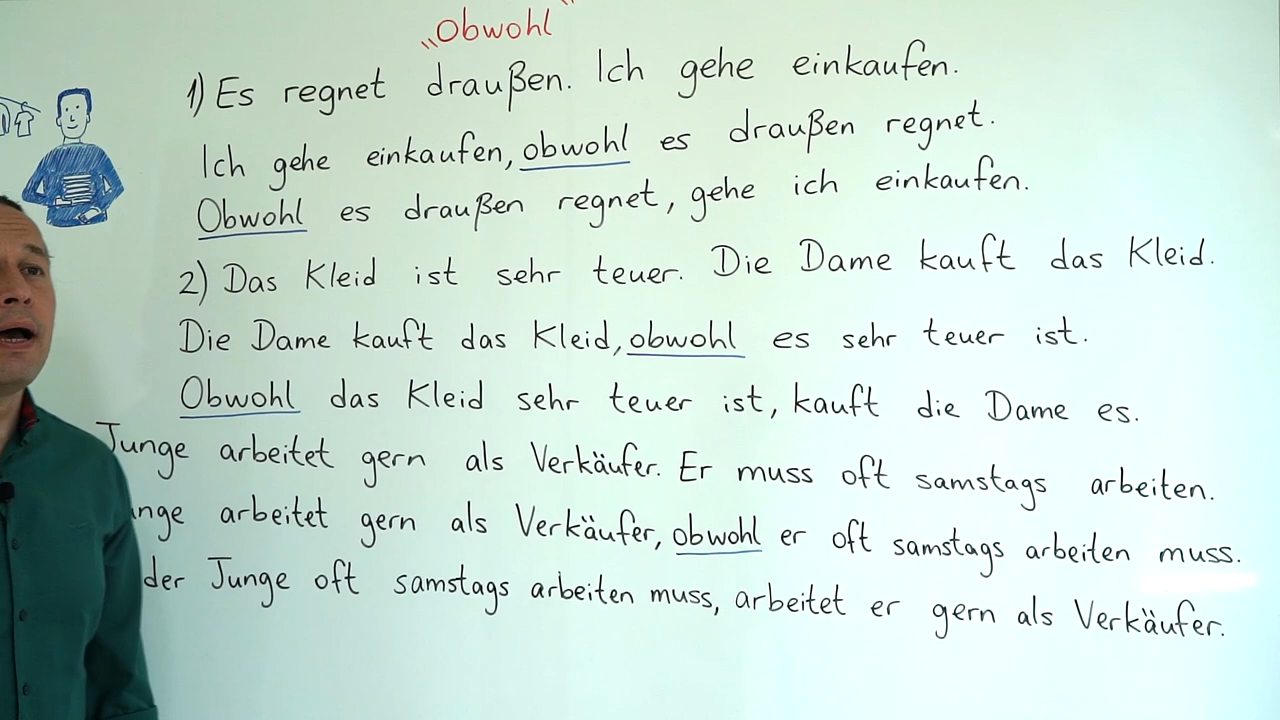 „Obwohl“
1) Es regnet draußen. Ich gehe einkaufen.
Ich gehe einkaufen, obwohl es draußen regnet.
Obwohl es draußen regnet, gehe ich einkaufen.
2) Das Kleid ist sehr teuer. Die Dame kauft das Kleid.
Die Dame kauft das Kleid, obwohl es sehr teuer ist.
Obwohl das Kleid sehr teuer ist, kauft die Dame es.
Junge arbeitet gern als Verkäufer. Er muss oft samstags arbeiten.
nge arbeitet gern als Verkäufer, obwohl er oft samstags arbeiten muss.
der Junge oft samstags arbeiten muss, arbeitet er gern als Verkäufer.